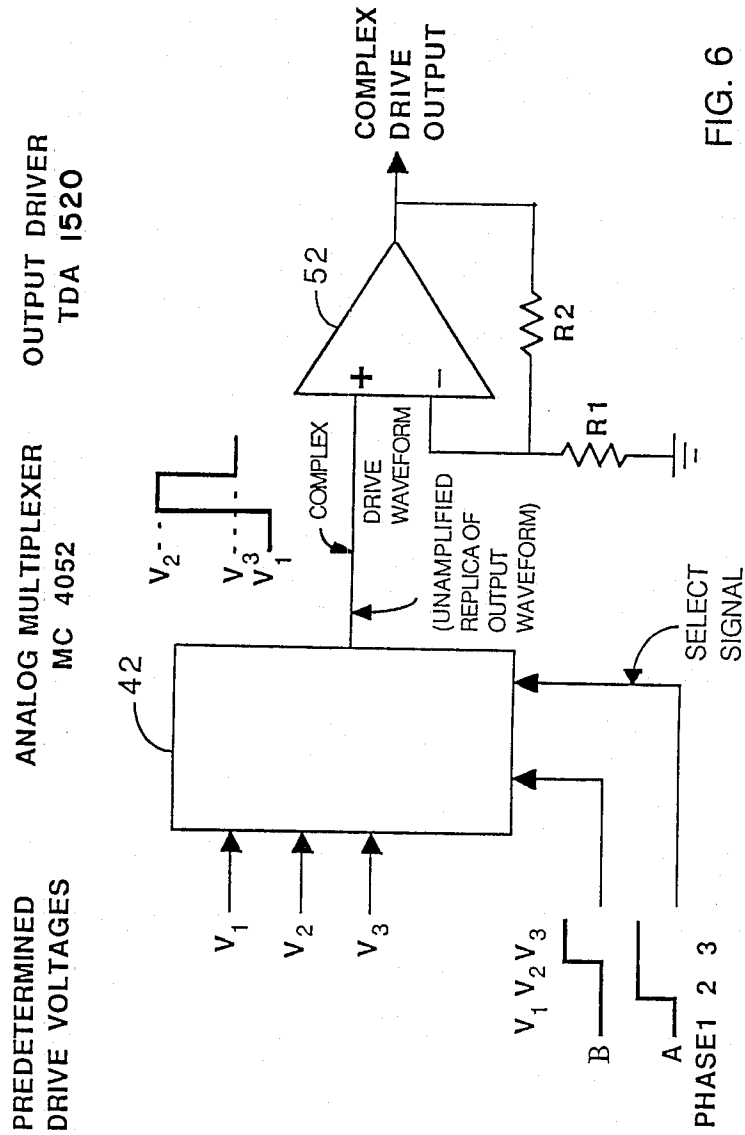 PREDETERMINED
DRIVE VOLTAGES
ANALOG MULTIPLEXER
MC 4052
OUTPUT DRIVER
TDA 1520
V2
V3
V1
42
V1
V2
V3
COMPLEX
DRIVE
WAVEFORM
(UNAMPLIFIED
REPLICA OF
OUTPUT
WAVEFORM)
52
+
−
COMPLEX
DRIVE
OUTPUT
R2
R1
V1 V2 V3
B
A
PHASE1 2 3
SELECT
SIGNAL
FIG. 6